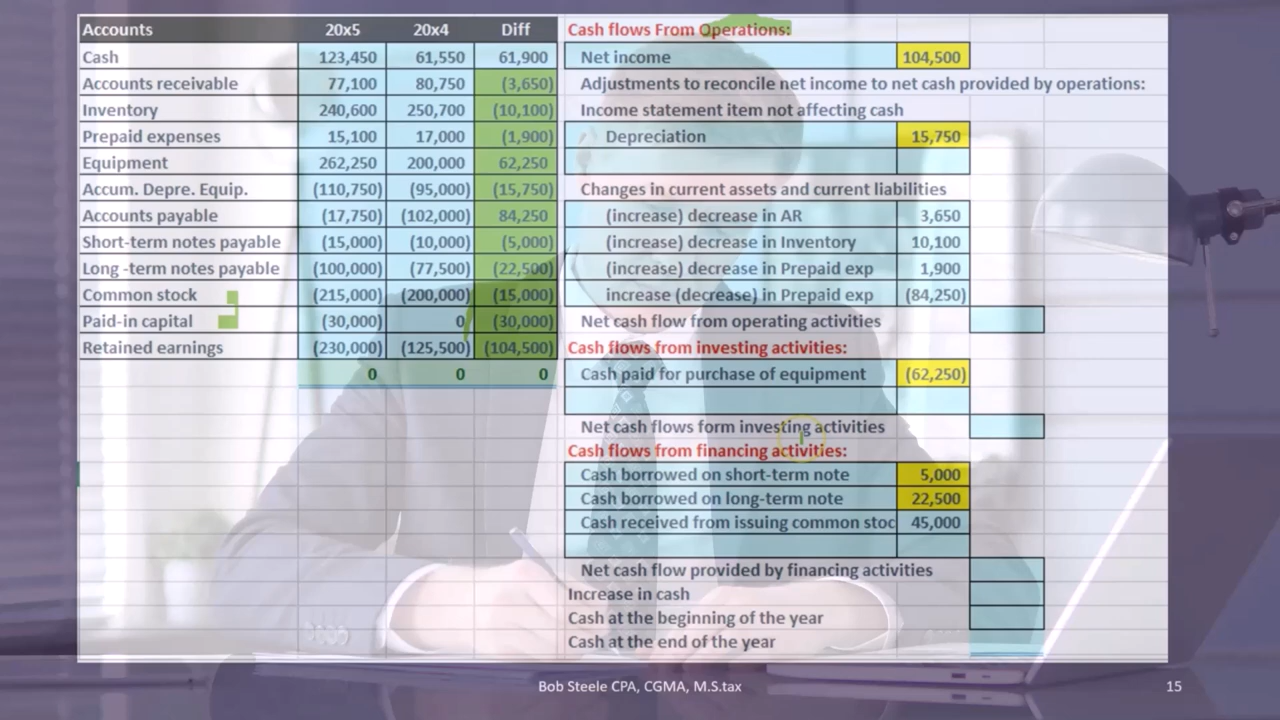 Accounts 20x5 20x4 Diff
Cash 123,450 61,550 61,900
Accounts receivable 77,100 80,750 (3,650)
Inventory 240,600 250,700 (10,100)
Prepaid expenses 15,100 17,000 (1,900)
Equipment 262,250 200,000 62,250
Accum. Depre. Equip. (110,750) (95,000) (15,750)
Accounts payable (17,750) (102,000) 84,250
Short-term notes payable (15,000) (10,000) (5,000)
Long -term notes payable (100,000) (77,500) (22,500)
Common stock (215,000) (200,000) (15,000)
Paid-in capital (30,000) 0 (30,000)
Retained earnings (230,000) (125,500) (104,500)
0 0 0
Cash flows From Operations:
Net income 104,500
Adjustments to reconcile net income to net cash provided by operations:
Income statement item not affecting cash
Depreciation 15,750
Changes in current assets and current liabilities
(increase) decrease in AR 3,650
(increase) decrease in Inventory 10,100
(increase) decrease in Prepaid exp 1,900
increase (decrease) in Prepaid exp (84,250)
Net cash flow from operating activities
Cash flows from investing activities:
Cash paid for purchase of equipment (62,250)
Net cash flows form investing activities
Cash flows from financing activities:
Cash borrowed on short-term note 5,000
Cash borrowed on long-term note 22,500
Cash received from issuing common stoc 45,000
Net cash flow provided by financing activities
Increase in cash
Cash at the beginning of the year
Cash at the end of the year
Bob Steele CPA, CGMA, M.S.tax 15